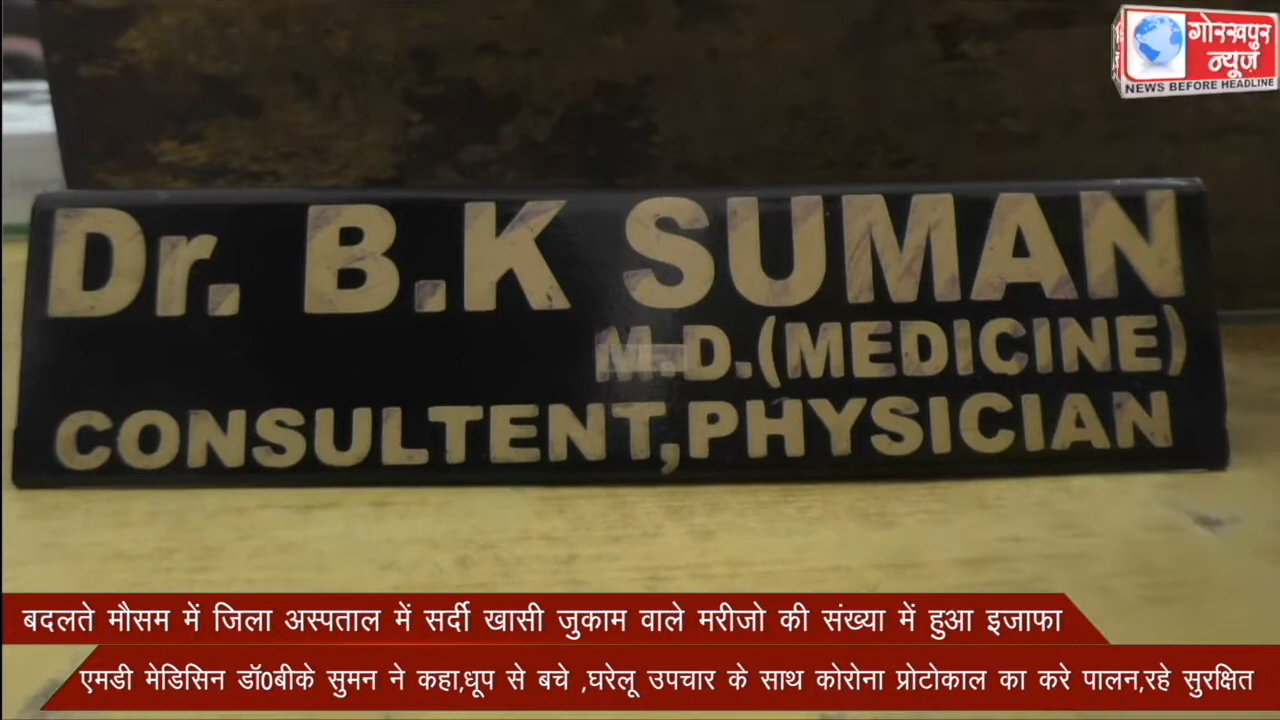 गोरखपुर
न्यूज़
NEWS BEFORE HEADLINE
Dr. B.K SUMAN
M.D.(MEDICINE)
CONSULTENT,PHYSICIAN
बदलते मौसम में जिला अस्पताल में सर्दी खासी जुकाम वाले मरीजो की संख्या में हुआ इजाफा
एमडी मेडिसिन डॉ0बीके सुमन ने कहा,धूप से बचे ,घरेलू उपचार के साथ कोरोना प्रोटोकाल का करे पालन,रहे सुरक्षित